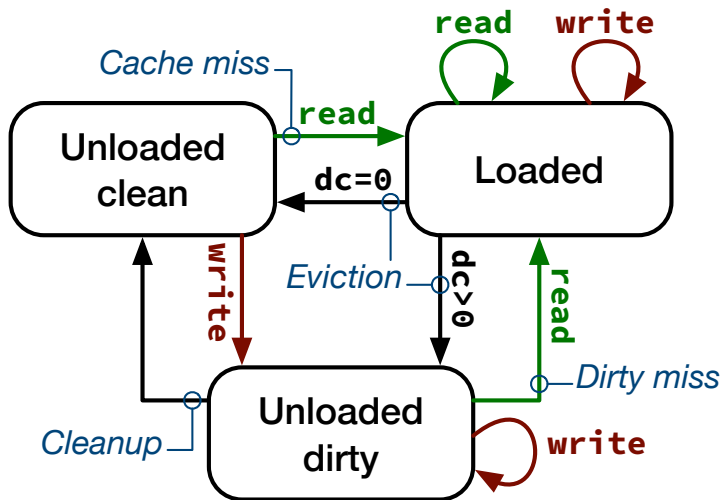 read
write
Cache miss
read
Unloaded
clean
Loaded
dc=0
write
Eviction
dc>0
read
Dirty miss
Cleanup
Unloaded
dirty
write